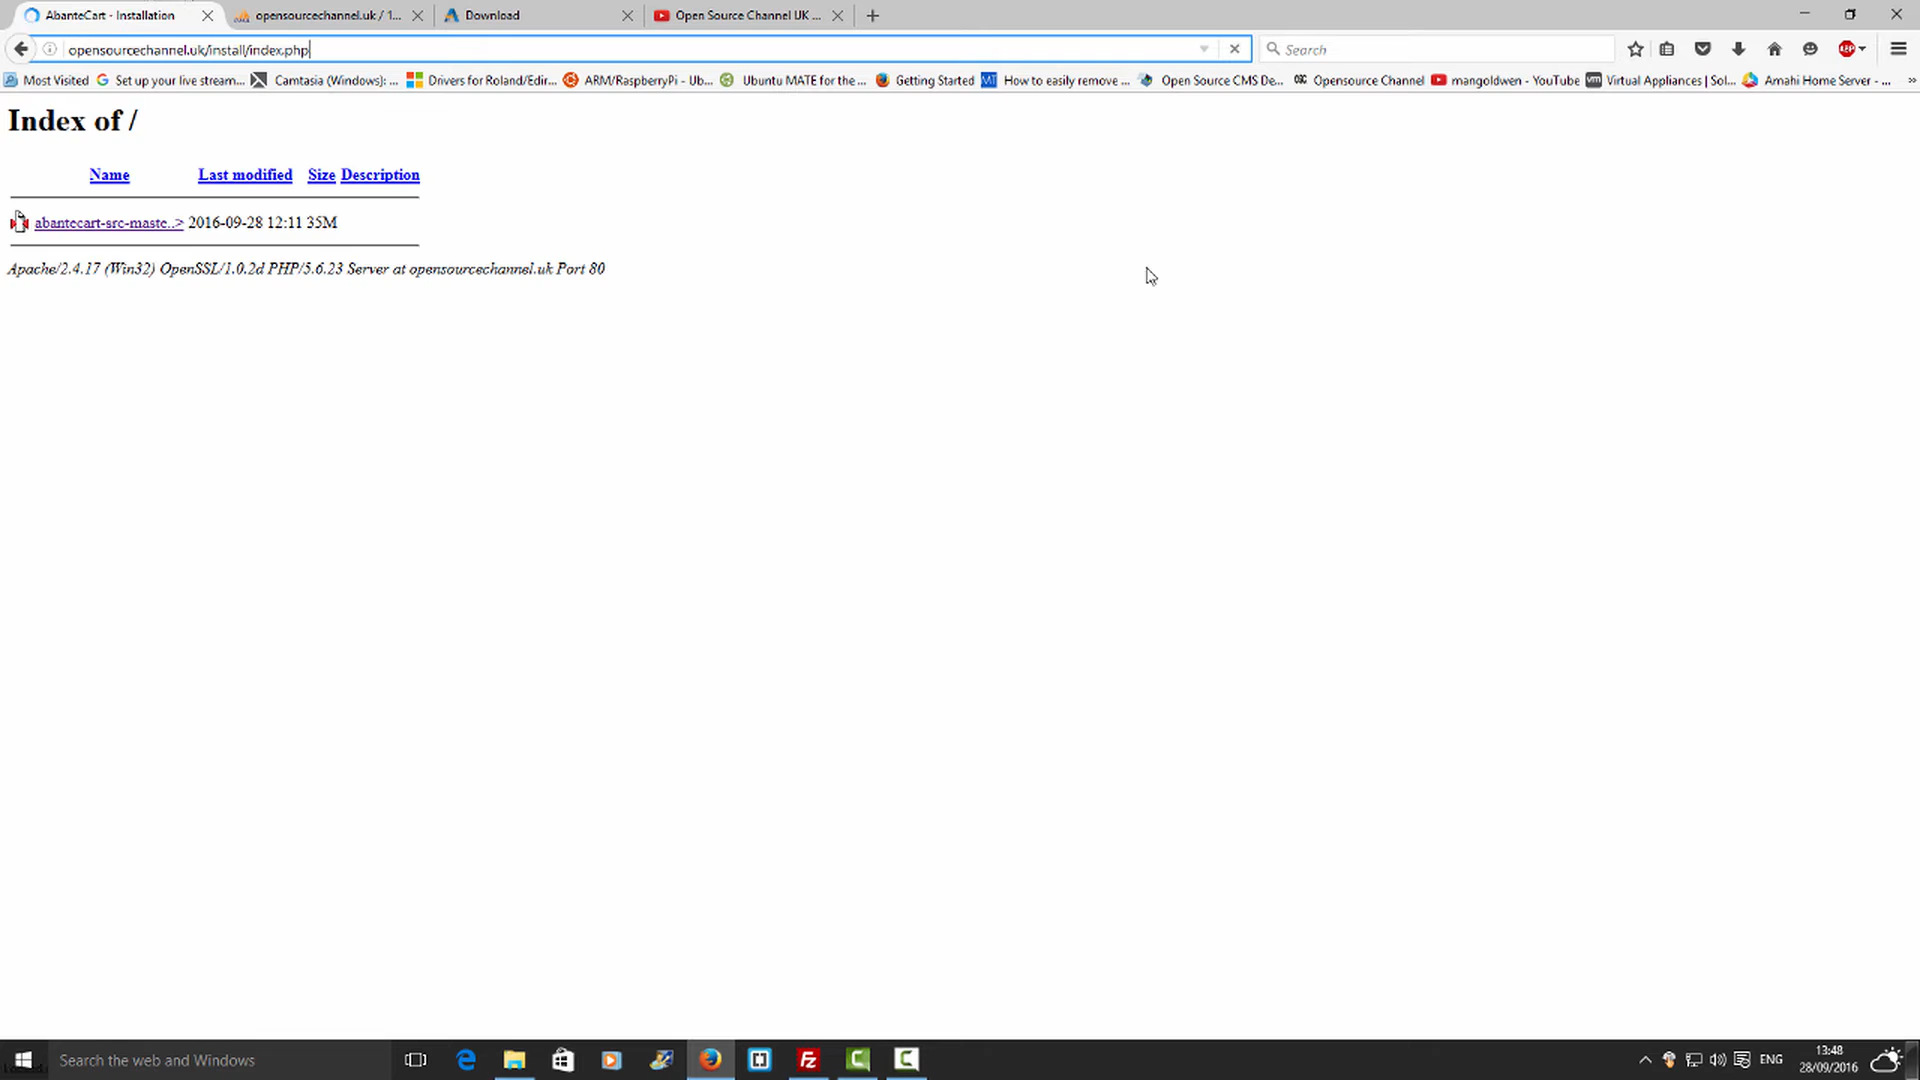 AbanteCart - Installation
opensourcechannel.uk / 1...
Download
Open Source Channel UK ...
opensourcechannel.uk/install/index.php
Search
ABP
Most Visited
Set up your live stream...
Camtasia (Windows): ...
Drivers for Roland/Edir...
ARM/RaspberryPi - Ub...
Ubuntu MATE for the ...
Getting Started
MT
How to easily remove ...
Open Source CMS De...
Opensource Channel
mangoldwen - YouTube
vm
Virtual Appliances | Sol...
Amahi Home Server - ...
Index of /
Name Last modified Size Description
abantecart-src-maste..> 2016-09-28 12:11 35M
Apache/2.4.17 (Win32) OpenSSL/1.0.2d PHP/5.6.23 Server at opensourcechannel.uk Port 80
Search the web and Windows
ENG
13:48
28/09/2016